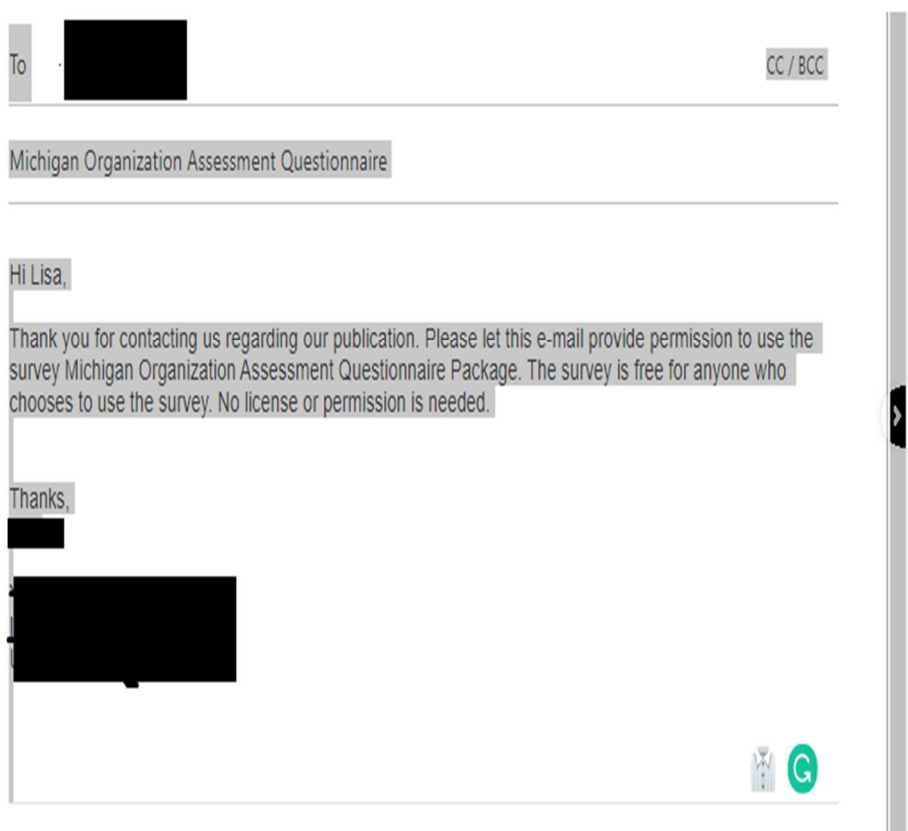 To
CC / BCC
Michigan Organization Assessment Questionnaire
Hi Lisa,
Thank you for contacting us regarding our publication. Please let this e-mail provide permission to use the
survey Michigan Organization Assessment Questionnaire Package. The survey is free for anyone who
chooses to use the survey. No license or permission is needed.
Thanks,
G